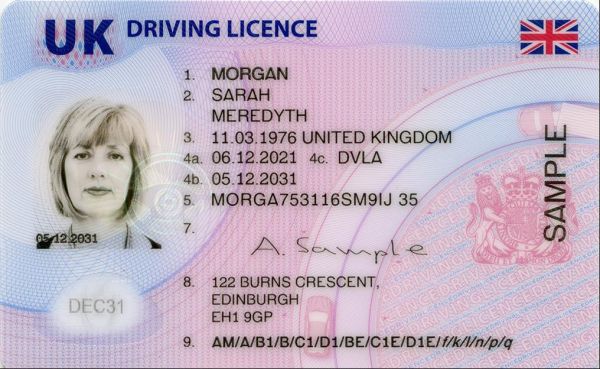 UK DRIVING LICENCE
1. MORGAN
2. SARAH
MEREDYTH
3. 11.03.1976 UNITED KINGDOM
4a. 06.12.2021 4c. DVLA
4b. 05.12.2031
5. MORGA753116SM9IJ 35
7.
A. Sample
8. 122 BURNS CRESCENT,
EDINBURGH
EH1 9GP
9. AM/A/B1/B/C1/D1/BE/C1E/D1E/f/k/l/n/p/q
05.12.2031
DEC31
SAMPLE